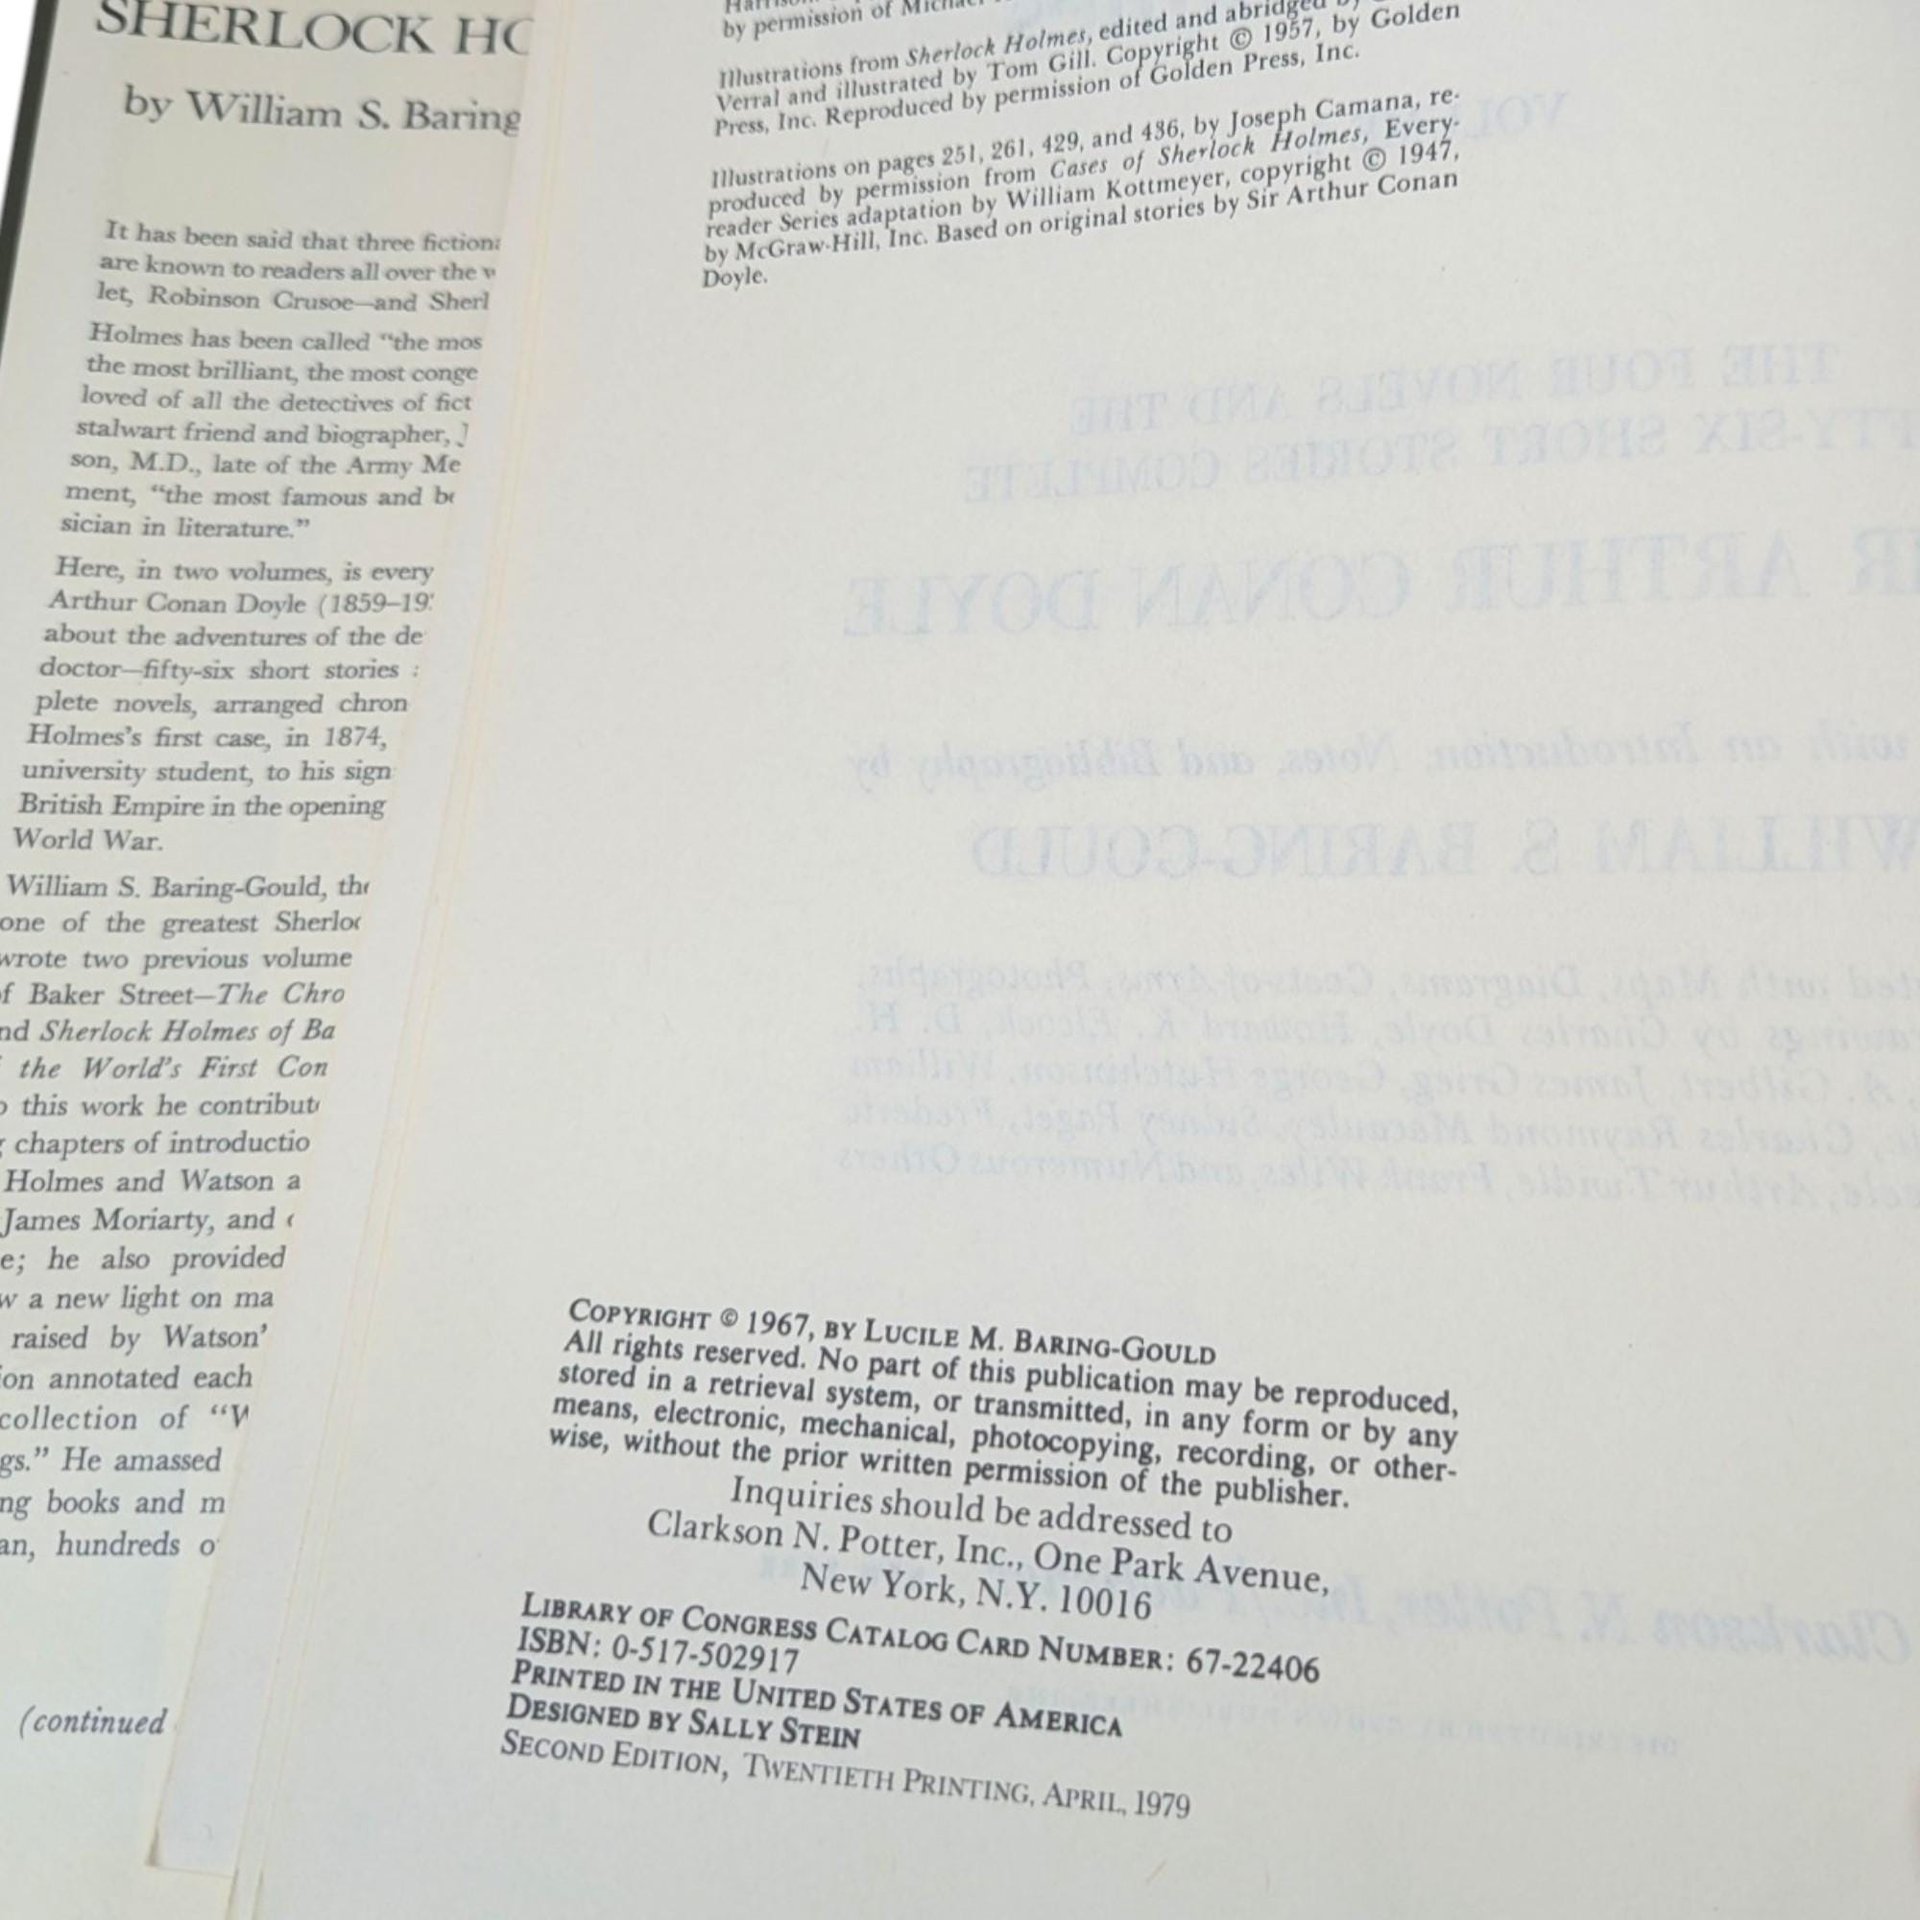 SHERLOCK HO
by William S. Baring
It has been said that three fictiona
are known to readers all over the w
let, Robinson Crusoe—and Sherl
Holmes has been called “the mos
the most brilliant, the most conge
loved of all the detectives of fict
stalwart friend and biographer, J
son, M.D., late of the Army Me
ment, “the most famous and be
sician in literature.”
Here, in two volumes, is every
Arthur Conan Doyle (1859–19
about the adventures of the de
doctor—fifty-six short stories
plete novels, arranged chron
Holmes’s first case, in 1874,
university student, to his sign
British Empire in the opening
World War.
William S. Baring-Gould, the
one of the greatest Sherloc
wrote two previous volume
f Baker Street—The Chro
nd Sherlock Holmes of Ba
the World’s First Con
o this work he contribut
g chapters of introductio
Holmes and Watson a
James Moriarty, and
e; he also provided
w a new light on ma
raised by Watson’
ion annotated each
collection of “W
gs.” He amassed
ng books and m
an, hundreds o
(continued
by permission of Michael
Illustrations from Sherlock Holmes, edited and abridged by
Verral and illustrated by Tom Gill. Copyright © 1957, by Golden
Press, Inc. Reproduced by permission of Golden Press, Inc.
Illustrations on pages 251, 261, 429, and 436, by Joseph Camana, re-
produced by permission from Cases of Sherlock Holmes, Every-
reader Series adaptation by William Kottmeyer, copyright © 1947,
by McGraw-Hill, Inc. Based on original stories by Sir Arthur Conan
Doyle.
COPYRIGHT © 1967, BY LUCILE M. BARING-GOULD
All rights reserved. No part of this publication may be reproduced,
stored in a retrieval system, or transmitted, in any form or by any
means, electronic, mechanical, photocopying, recording, or other-
wise, without the prior written permission of the publisher.
Inquiries should be addressed to
Clarkson N. Potter, Inc., One Park Avenue,
New York, N.Y. 10016
LIBRARY OF CONGRESS CATALOG CARD NUMBER: 67-22406
ISBN: 0-517-502917
PRINTED IN THE UNITED STATES OF AMERICA
DESIGNED BY SALLY STEIN
SECOND EDITION, TWENTIETH PRINTING, APRIL, 1979